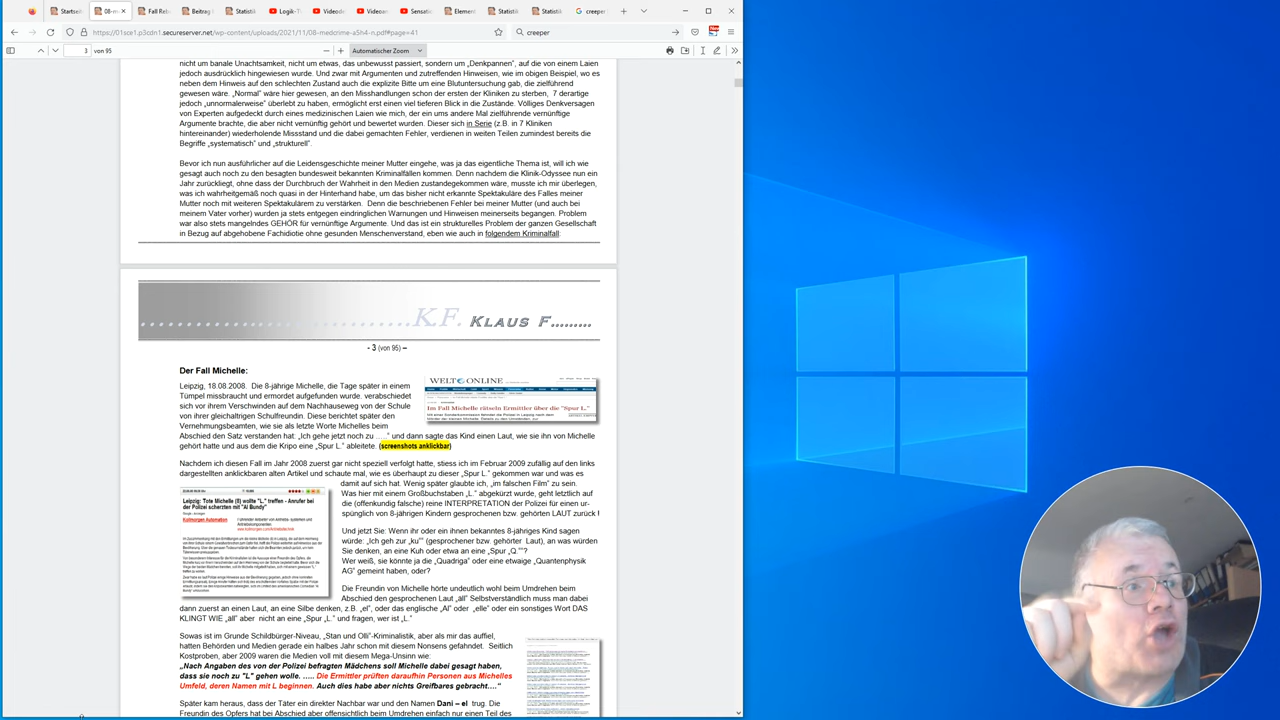 Startseit
08-me
Fall Reb
Beitrag
Statistik
Logik-T
Videod
Videoar
Sensati
Elemen
Statistik
Statistik
creeper
https://01sce1.p3cdn1.secureserver.net/wp-content/uploads/2021/11/08-medcrime-a5h4-n.pdf#page=41
creeper
3
von 95
Automatischer Zoom
nicht um banale Unachtsamkeit, nicht um etwas, das unbewusst passiert, sondern um „Denkpannen", auf die von einem Laien
jedoch ausdrücklich hingewiesen wurde. Und zwar mit Argumenten und zutreffenden Hinweisen, wie im obigen Beispiel, wo es
neben dem Hinweis auf den schlechten Zustand auch die explizite Bitte um eine Blutuntersuchung gab, die zielführend
gewesen wäre. „Normal" wäre hier gewesen, an den Misshandlungen schon der ersten der Kliniken zu sterben, 7 derartige
jedoch „unnormalerweise" überlebt zu haben, ermöglicht erst einen viel tieferen Blick in die Zustände. Völliges Denkversagen
von Experten aufgedeckt durch einen medizinischen Laien wie mich, der ein ums andere Mal zielführende vernünftige
Argumente brachte, die aber nicht vernünftig gehört und bewertet wurden. Dieser sich in Serie (z.B. in 7 Kliniken
hintereinander) wiederholende Missstand und die dabei gemachten Fehler, verdienen in weiten Teilen zumindest bereits die
Begriffe „systematisch" und „strukturell".
Bevor ich nun ausführlicher auf die Leidensgeschichte meiner Mutter eingehe, was ja das eigentliche Thema ist, will ich wie
gesagt auch noch zu den besagten bundesweit bekannten Kriminalfällen kommen. Denn nachdem die Klinik-Odyssee nun ein
Jahr zurückliegt, ohne dass der Durchbruch der Wahrheit in den Medien zustandegekommen wäre, musste ich mir überlegen,
was ich wahrheitgemäß noch quasi in der Hinterhand habe, um das bisher nicht erkannte Spektakuläre des Falles meiner
Mutter noch mit weiteren Spektakulärem zu verstärken. Denn die beschriebenen Fehler bei meiner Mutter (und auch bei
meinem Vater vorher) wurden ja stets entgegen eindringlichen Warnungen und Hinweisen meinerseits begangen. Problem
war also stets mangelndes GEHÖR für vernünftige Argumente. Und das ist ein strukturelles Problem der ganzen Gesellschaft
in Bezug auf abgehobene Fachidiotie ohne gesunden Menschenverstand, eben wie auch in folgendem Kriminalfall:
K.F. KLAUS F.........
- 3 (von 95) –
Der Fall Michelle:
Leipzig, 18.08.2008. Die 8-jährige Michelle, die Tage später in einem
Tümpel missbraucht und ermordet aufgefunden wurde. verabschiedet
sich vor ihrem Verschwinden auf dem Nachhauseweg von der Schule
von ihrer gleichaltrigen Schulfreundin. Diese berichtet später den
Vernehmungsbeamten, wie sie als letzte Worte Michelles beim
Abschied den Satz verstanden hat: „Ich gehe jetzt noch zu ....." und dann sagte das Kind einen Laut, wie sie ihn von Michelle
gehört hatte und aus dem die Kripo eine „Spur L." ableitete. (screenshots anklickbar)
WELT ONLINE
Im Fall Michelle rätseln Ermittler über die "Spur L."
Nachdem ich diesen Fall im Jahr 2008 zuerst gar nicht speziell verfolgt hatte, stiess ich im Februar 2009 zufällig auf den links
dargestellten anklickbaren alten Artikel und schaute mal, wie es überhaupt zu dieser „Spur L." gekommen war und was es
damit auf sich hat. Wenig später glaubte ich, „im falschen Film" zu sein.
Was hier mit einem Großbuchstaben „L." abgekürzt wurde, geht letztlich auf
die (offenkundig falsche) reine INTERPRETATION der Polizei für einen ur-
spünglich von 8-jährigen Kindern gesprochenen bzw. gehörten LAUT zurück !
Leipzig: Tote Michelle (8) wollte "L." treffen - Anrufer bei
der Polizei scherzten mit "Al Bundy"
Kollmorgen Automation
Und jetzt Sie: Wenn ihr oder ein ihnen bekanntes 8-jähriges Kind sagen
würde: „Ich geh zur „ku"" (gesprochener bzw. gehörter Laut), an was würden
Sie denken, an eine Kuh oder etwa an eine „Spur „Q.""?
Wer weiß, sie könnte ja die „Quadriga" oder eine etwaige „Quantenphysik
AG" gemeint haben, oder?
Die Freundin von Michelle hörte undeutlich wohl beim Umdrehen beim
Abschied den gesprochenen Laut „äll" Selbstverständlich muss man dabei
dann zuerst an einen Laut, an eine Silbe denken, z.B. „el", oder das englische „Al" oder „elle" oder ein sonstiges Wort DAS
KLINGT WIE „äll" aber nicht an eine „Spur L." und fragen, wer ist „L."
Sowas ist im Grunde Schildbürger-Niveau, „Stan und Olli"-Kriminalistik, aber als mir das auffiel,
hatten Behörden und Medien gerade ein halbes Jahr schon mit diesem Nonsens gefahndet. Seitlich
Kostproben, aber 2009 waren die Medien voll mit diesem Mega-Unsinn wie:
„Nach Angaben des von der Polizei befragten Mädchens soll Michelle dabei gesagt haben,
dass sie noch zu "L" gehen wolle. ..... Die Ermittler prüften daraufhin Personen aus Michelles
Umfeld, deren Namen mit L beginnen. Auch dies habe aber nichts Greifbares gebracht...."
Später kam heraus, dass der Täter ein direkter Nachbar war und den Namen Dani – el trug. Die
Freundin des Opfers hat bei Abschied aber offensichtlich beim Umdrehen einfach nur einen Teil des